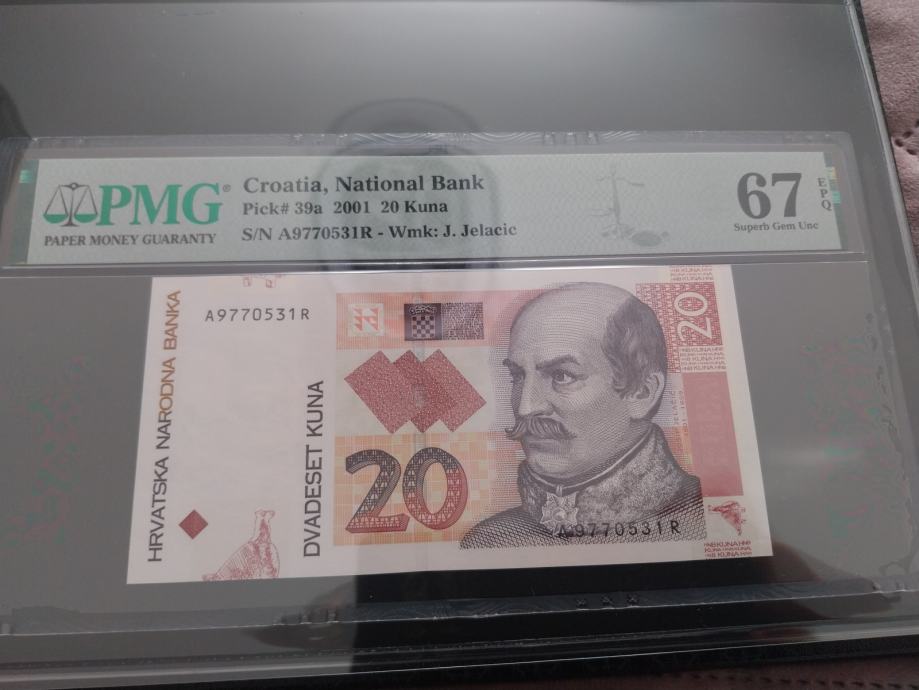 PMG®
PAPER MONEY GUARANTY
Croatia, National Bank
Pick# 39a 2001 20 Kuna
S/N A9770531R - Wmk: J. Jelacic
67
EPQ
Superb Gem Unc
HRVATSKA NARODNA BANKA
A9770531R
DVADESET KUNA
20
20
A9770531R